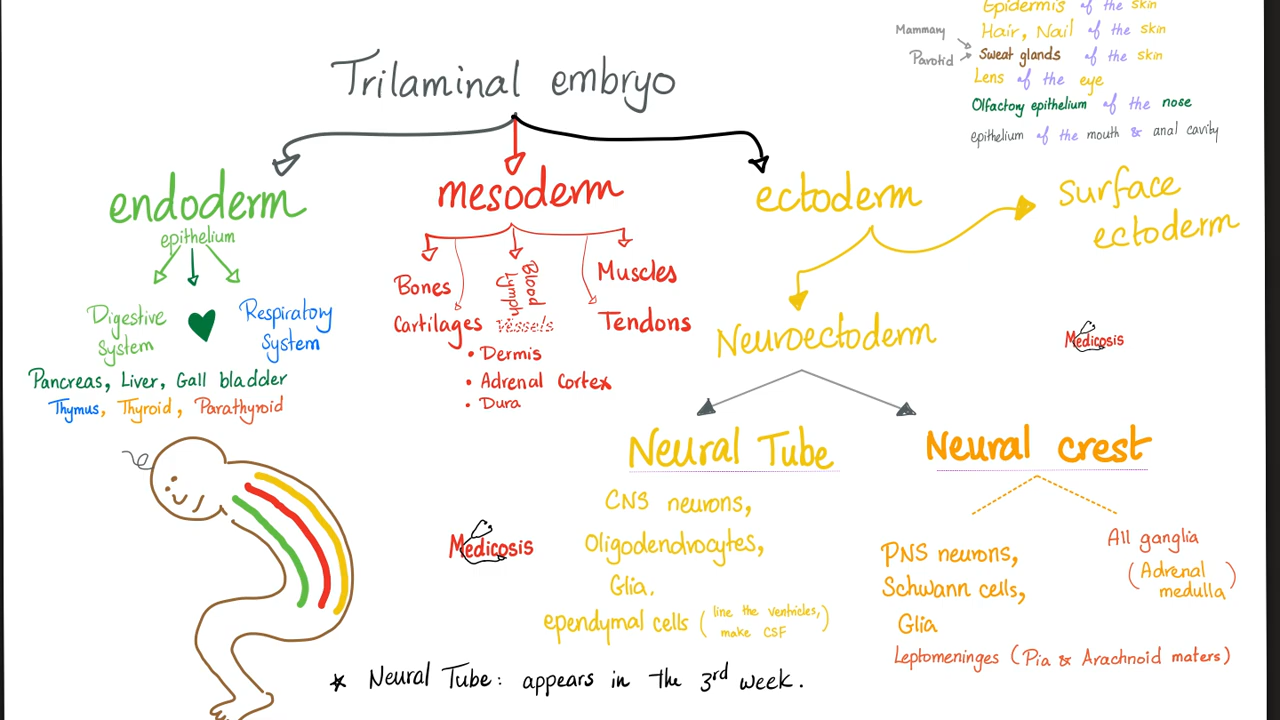 Epidermis of the skin
Hair, Nail of the skin
Mammary
Parotid
Sweat glands of the skin
Lens of the eye
Olfactory epithelium of the nose
epithelium of the mouth & anal cavity
Trilaminal embryo
endoderm
epithelium
Digestive System
Respiratory System
Pancreas, Liver, Gall bladder
Thymus, Thyroid, Parathyroid
mesoderm
Bones
Cartilages
Blood
Lymph
vessels
Muscles
Tendons
• Dermis
• Adrenal Cortex
• Dura
ectoderm
Surface
ectoderm
Neuroectoderm
Medicosis
Neural Tube
CNS neurons,
Oligodendrocytes,
Glia.
ependymal cells (line the ventricles, make CSF)
Neural crest
PNS neurons,
Schwann cells,
Glia
Leptomeninges (Pia & Arachnoid maters)
All ganglia
(Adrenal medulla)
Medicosis
* Neural Tube: appears in the 3rd week.